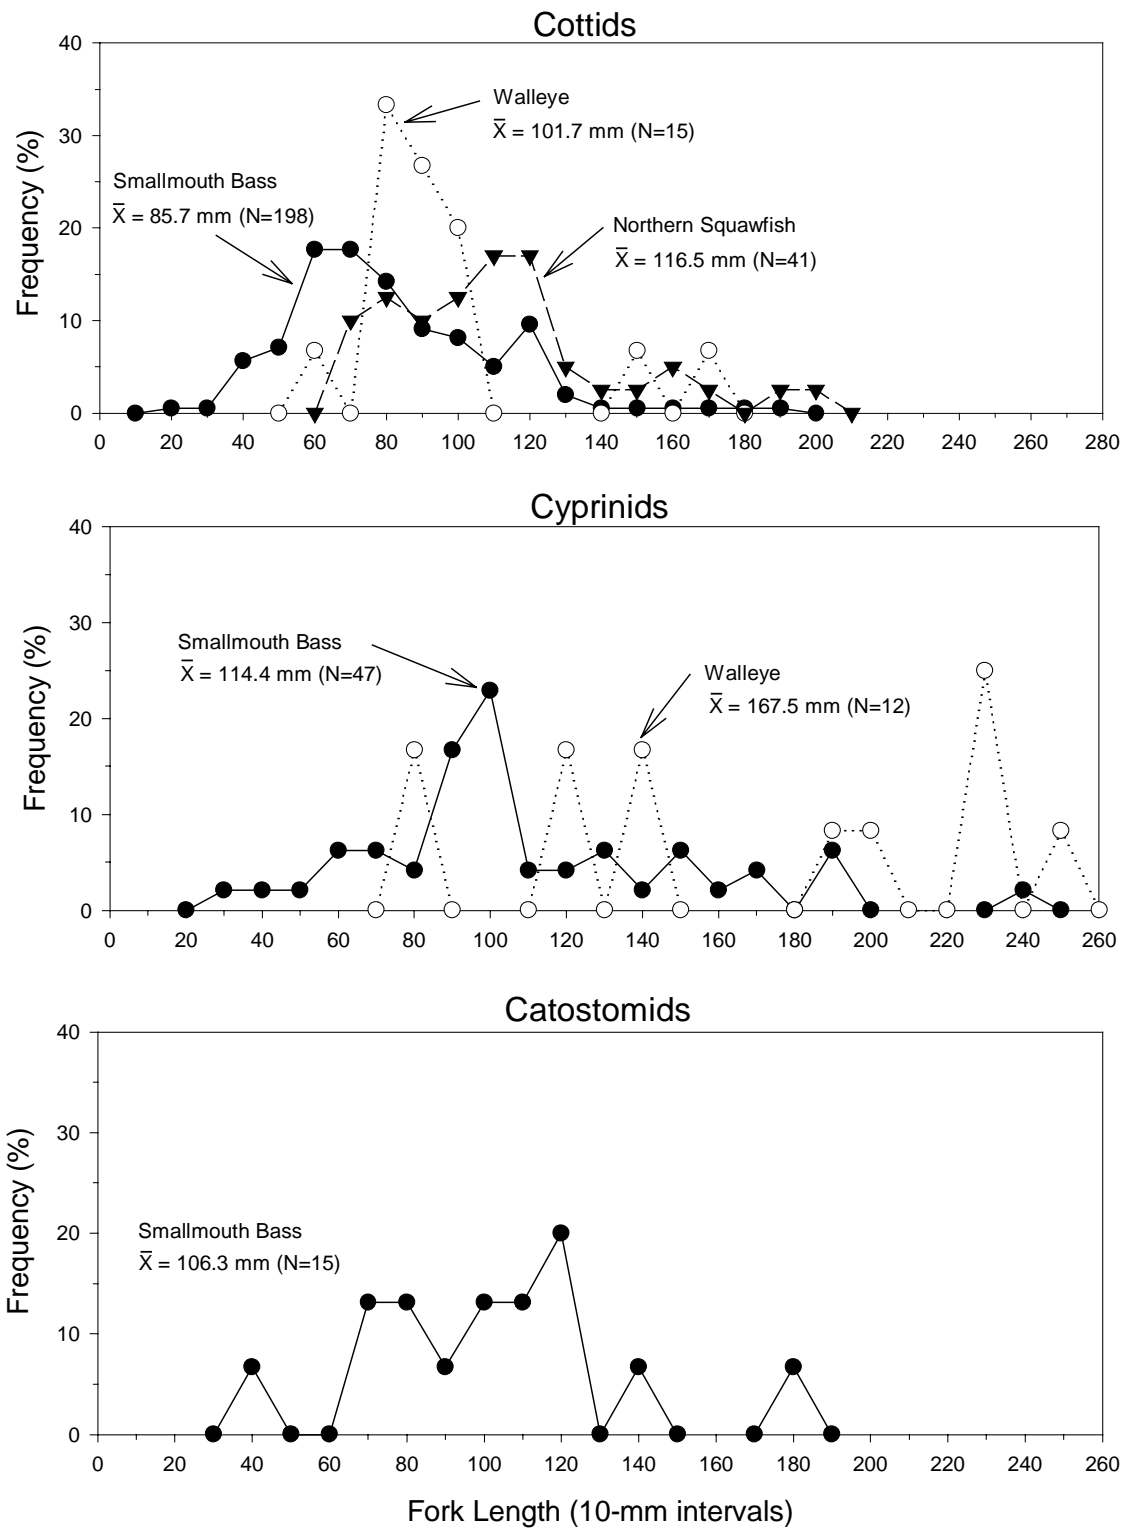 Cottids
40
30
20
10
0
Frequency (%)
Walleye
X̄ = 101.7 mm (N=15)
Smallmouth Bass
X̄ = 85.7 mm (N=198)
Northern Squawfish
X̄ = 116.5 mm (N=41)
0 20 40 60 80 100 120 140 160 180 200 220 240 260 280
Cyprinids
40
30
20
10
0
Frequency (%)
Smallmouth Bass
X̄ = 114.4 mm (N=47)
Walleye
X̄ = 167.5 mm (N=12)
0 20 40 60 80 100 120 140 160 180 200 220 240 260
Catostomids
40
30
20
10
0
Frequency (%)
Smallmouth Bass
X̄ = 106.3 mm (N=15)
0 20 40 60 80 100 120 140 160 180 200 220 240 260
Fork Length (10-mm intervals)